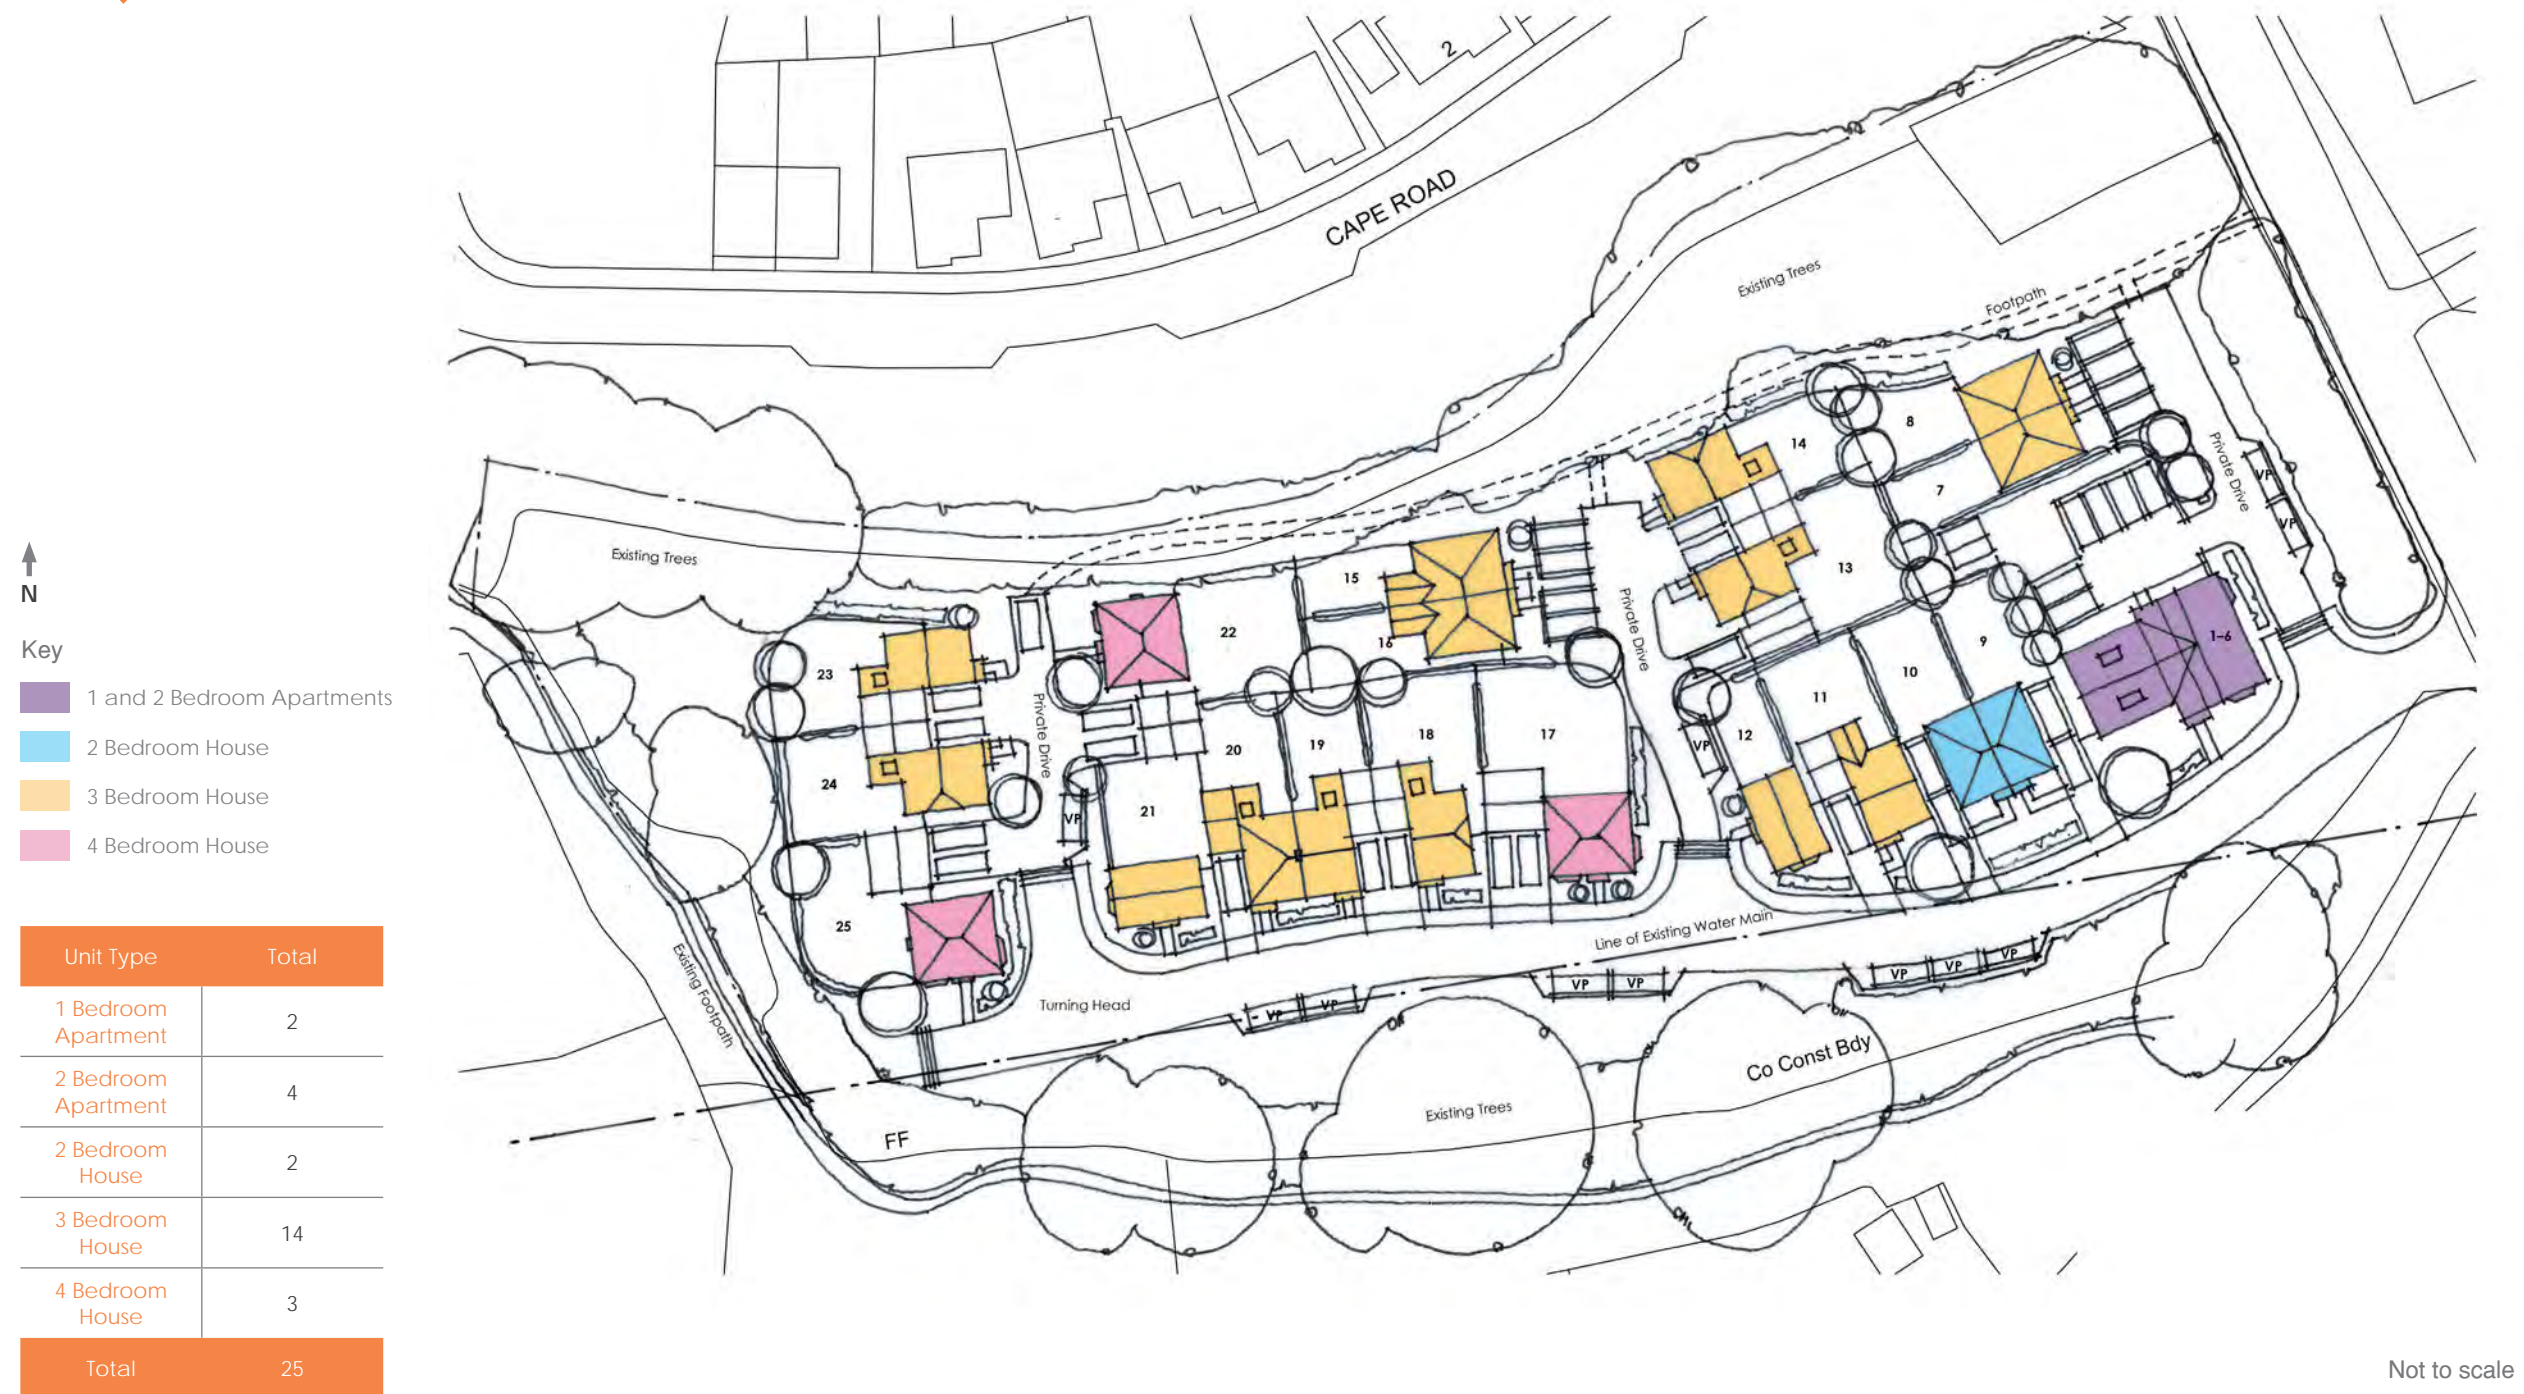 N
Key
1 and 2 Bedroom Apartments
2 Bedroom House
3 Bedroom House
4 Bedroom House
Unit Type Total
1 Bedroom
Apartment
2
2 Bedroom
Apartment
4
2 Bedroom
House
2
3 Bedroom
House
14
4 Bedroom
House
3
Total 25
2
CAPE ROAD
Existing Trees
Footpath
8
14
7
Private Drive
VP
VP
Existing Trees
15
13
Private Drive
22
16
9
1–6
23
10
11
Private Drive
20
19
18
17
VP
12
24
21
VP
25
Existing Footpath
Line of Existing Water Main
Turning Head
VP
VP
VP
VP
VP
VP
VP
Co Const Bdy
Existing Trees
FF
Not to scale